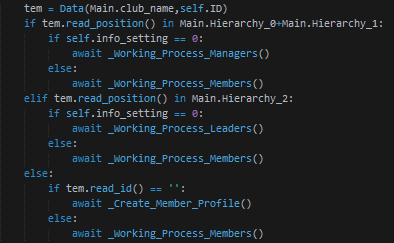 tem = Data(Main.club_name,self.ID)
if tem.read_position() in Main.Hierarchy_0+Main.Hierarchy_1:
    if self.info_setting == 0:
        await _Working_Process_Managers()
    else:
        await _Working_Process_Members()
elif tem.read_position() in Main.Hierarchy_2:
    if self.info_setting == 0:
        await _Working_Process_Leaders()
    else:
        await _Working_Process_Members()
else:
    if tem.read_id() == '':
        await _Create_Member_Profile()
    else:
        await _Working_Process_Members()